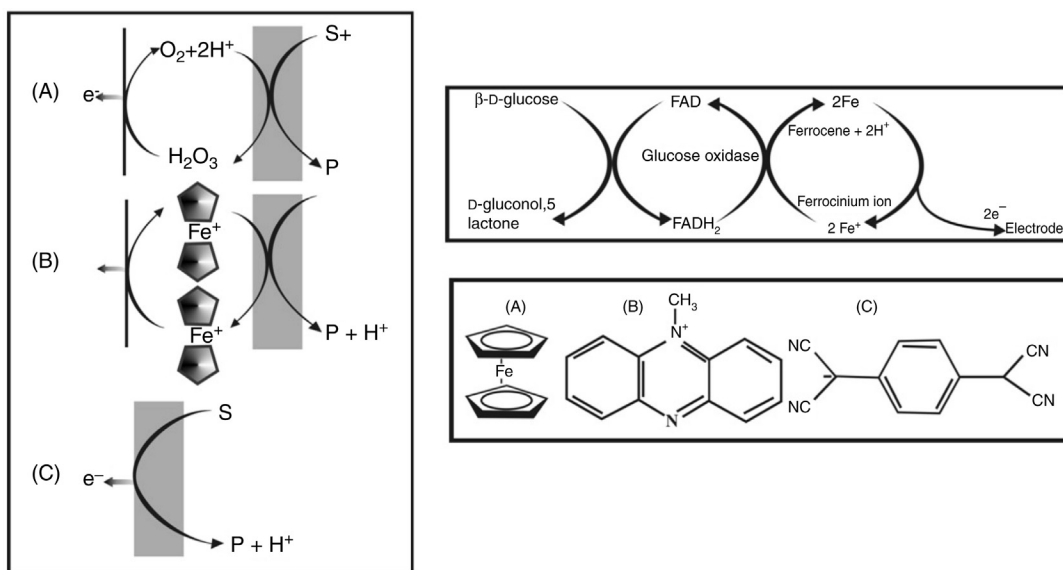 (A)
e-
O2+2H+
S+
H2O3
P
(B)
Fe+
Fe+
P + H+
(C)
e–
S
P + H+
β-D-glucose
FAD
2Fe
Ferrocene + 2H+
Glucose oxidase
D-gluconol,5
lactone
FADH2
Ferrocinium ion
2 Fe+
2e–
Electrode
(A)
(B)
(C)
Fe
CH3
N+
N
NC
NC
CN
CN